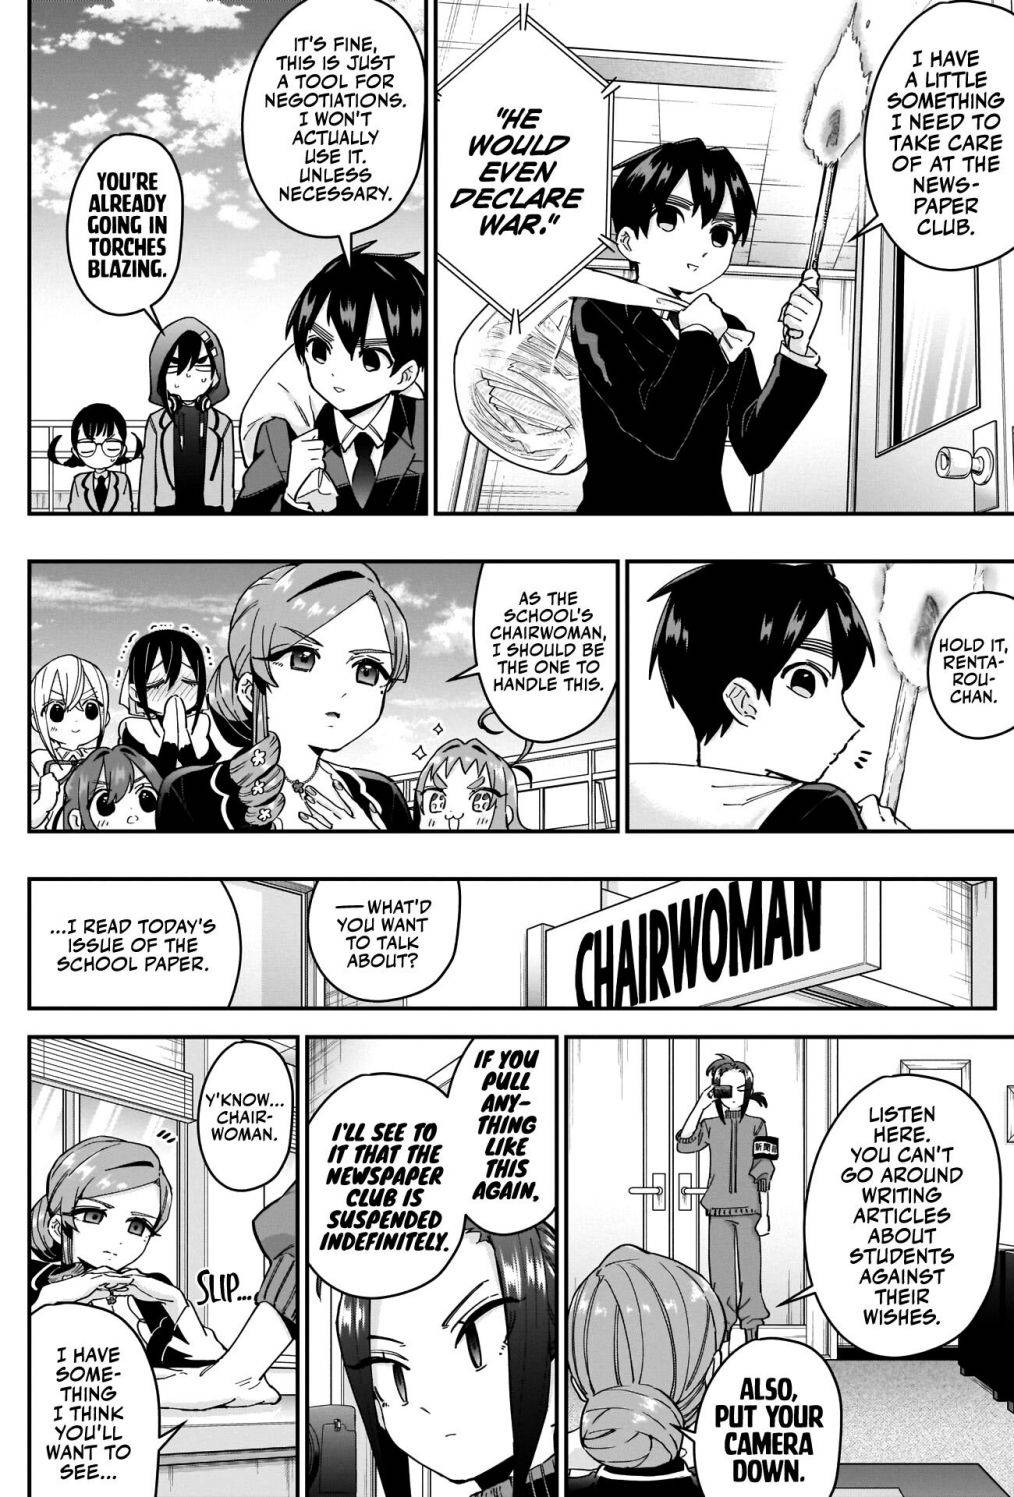 I HAVE
A LITTLE
SOMETHING
I NEED TO
TAKE CARE
OF AT THE
NEWS-
PAPER
CLUB.
"HE
WOULD
EVEN
DECLARE
WAR."
IT'S FINE,
THIS IS JUST
A TOOL FOR
NEGOTIATIONS.
I WON'T
ACTUALLY
USE IT.
UNLESS
NECESSARY.
YOU'RE
ALREADY
GOING IN
TORCHES
BLAZING.
HOLD IT,
RENTA-
ROU-
CHAN.
AS THE
SCHOOL'S
CHAIRWOMAN,
I SHOULD BE
THE ONE TO
HANDLE THIS.
CHAIRWOMAN
—WHAT'D
YOU WANT
TO TALK
ABOUT?
...I READ TODAY'S
ISSUE OF THE
SCHOOL PAPER.
LISTEN
HERE.
YOU CAN'T
GO AROUND
WRITING
ARTICLES
ABOUT
STUDENTS
AGAINST
THEIR
WISHES.
新聞部
ALSO,
PUT YOUR
CAMERA
DOWN.
IF YOU
PULL
ANY-
THING
LIKE
THIS
AGAIN,
I'LL SEE TO
IT THAT THE
NEWSPAPER
CLUB IS
SUSPENDED
INDEFINITELY.
Y'KNOW...
CHAIR-
WOMAN.
SLIP...
I HAVE
SOME-
THING
I THINK
YOU'LL
WANT TO
SEE...